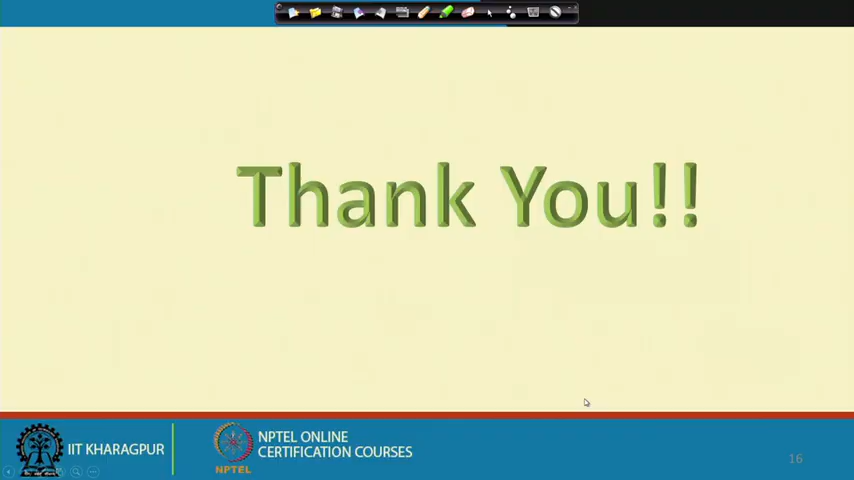 Thank You!!
IIT KHARAGPUR
NPTEL
NPTEL ONLINE
CERTIFICATION COURSES
16